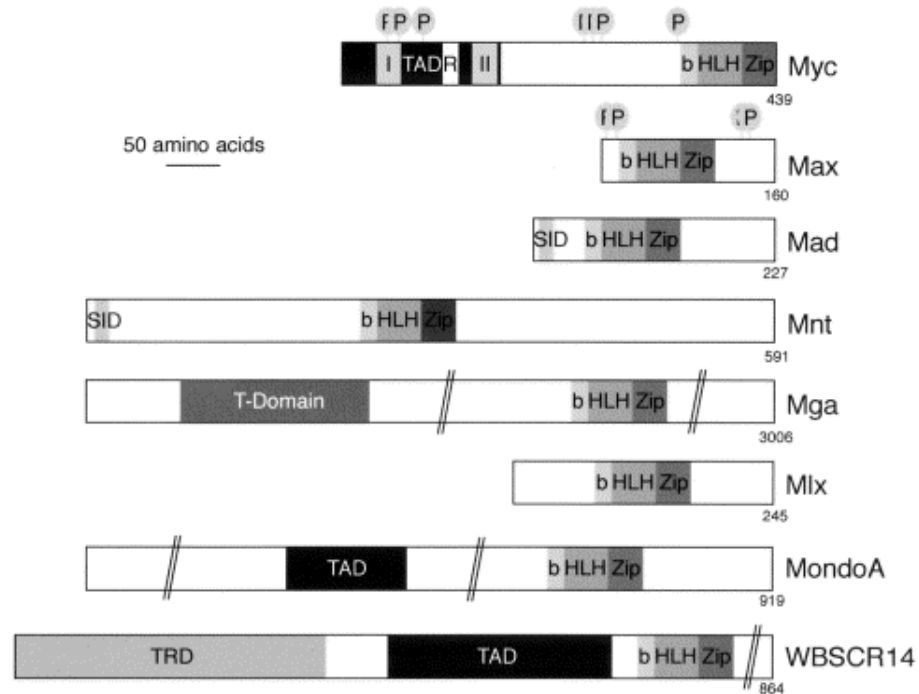 P P P P
I TAD R II b HLH Zip Myc
439
50 amino acids
P P
b HLH Zip Max
160
SID b HLH Zip Mad
227
SID b HLH Zip Mnt
591
T-Domain b HLH Zip Mga
3006
b HLH Zip Mlx
245
TAD b HLH Zip MondoA
919
TRD TAD b HLH Zip WBSCR14
864